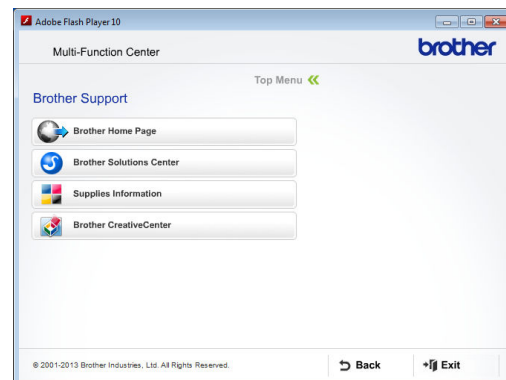 Adobe Flash Player 10
Multi-Function Center
brother
Top Menu
Brother Support
Brother Home Page
Brother Solutions Center
Supplies Information
Brother CreativeCenter
© 2001-2013 Brother Industries, Ltd. All Rights Reserved.
Back
Exit